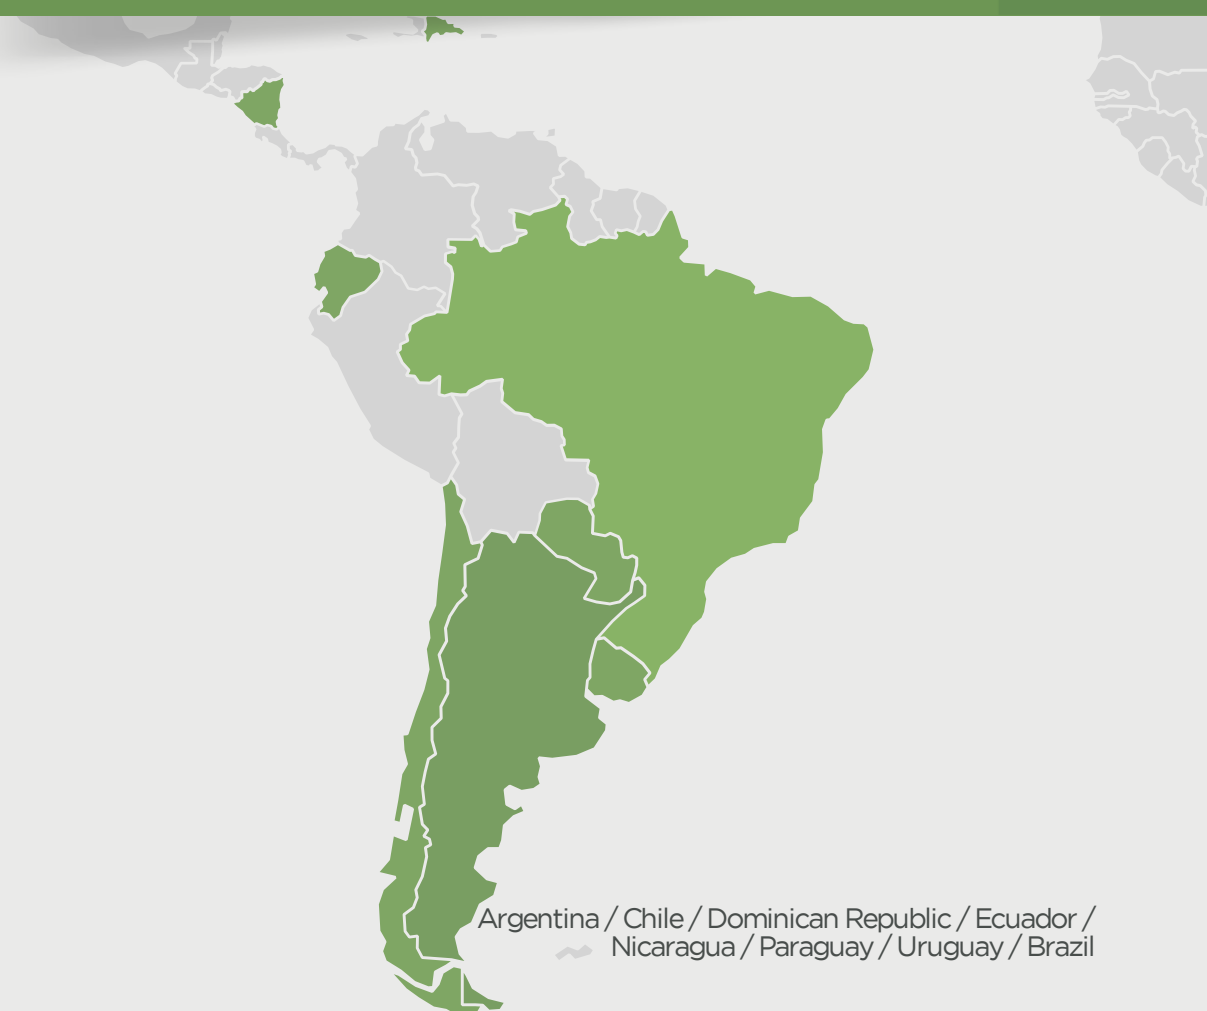 Argentina / Chile / Dominican Republic / Ecuador /
Nicaragua / Paraguay / Uruguay / Brazil